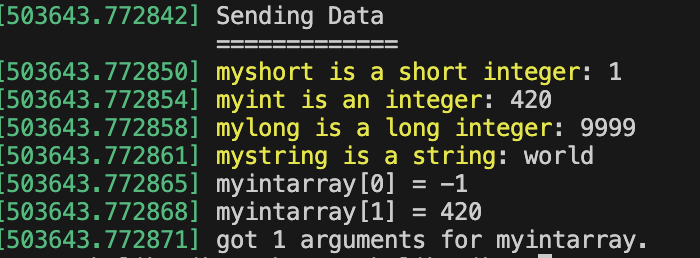 [503643.772842] Sending Data
=============
[503643.772850] myshort is a short integer: 1
[503643.772854] myint is an integer: 420
[503643.772858] mylong is a long integer: 9999
[503643.772861] mystring is a string: world
[503643.772865] myintarray[0] = -1
[503643.772868] myintarray[1] = 420
[503643.772871] got 1 arguments for myintarray.